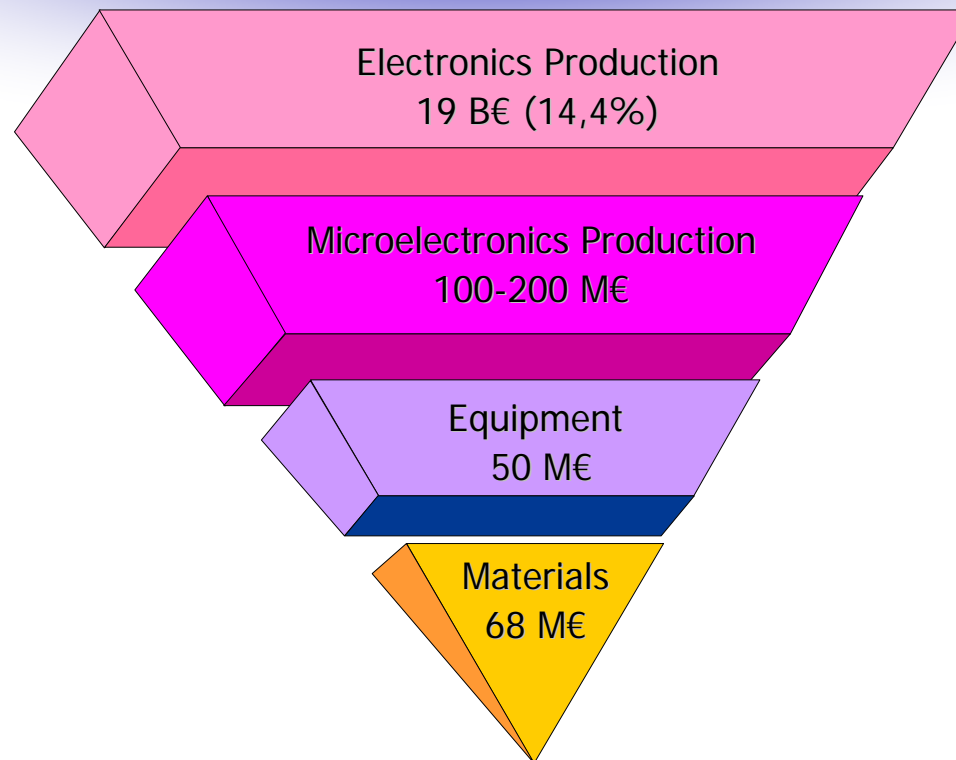 Electronics Production
19 B€ (14,4%)
Microelectronics Production
100-200 M€
Equipment
50 M€
Materials
68 M€